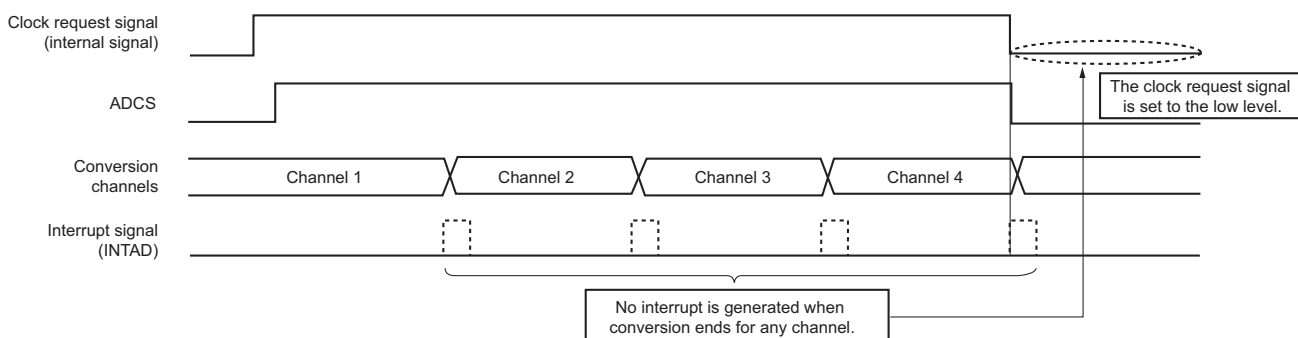 Clock request signal
(internal signal)
The clock request signal
is set to the low level.
ADCS
Conversion
channels
Channel 1
Channel 2
Channel 3
Channel 4
Interrupt signal
(INTAD)
No interrupt is generated when
conversion ends for any channel.